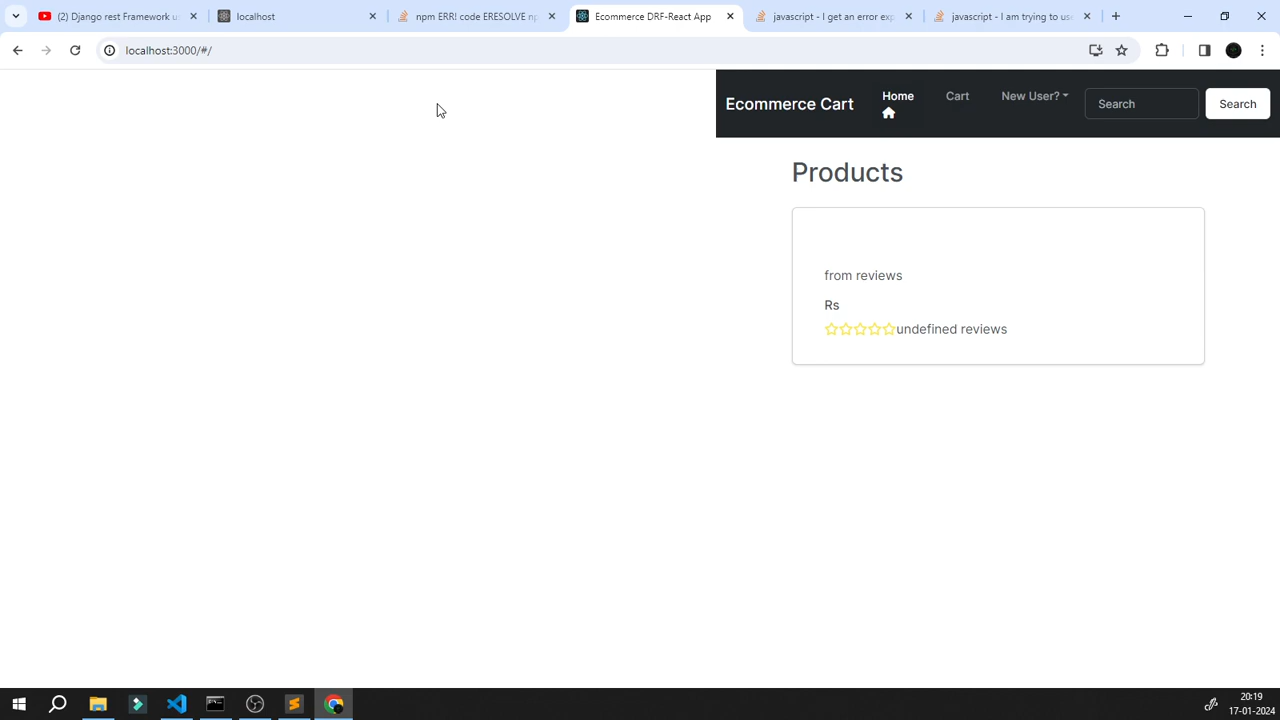 (2) Django rest Framework u
localhost
npm ERR! code ERESOLVE np
Ecommerce DRF-React App
javascript - I get an error exp
javascript - I am trying to use
localhost:3000/#/
Ecommerce Cart
Home
Cart
New User?
Search
Search
Products
from reviews
Rs
undefined reviews
20:19
17-01-2024